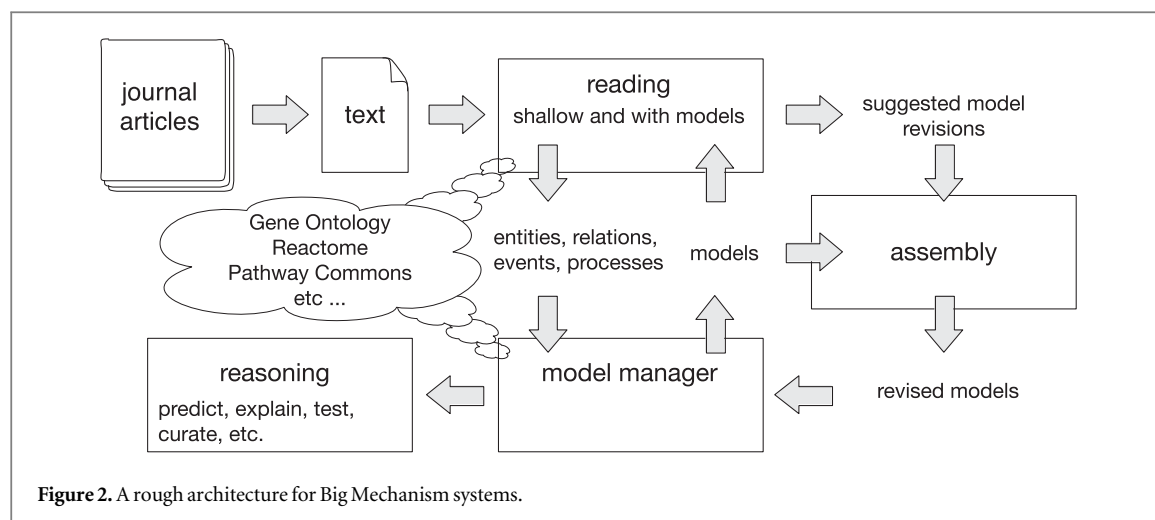 journal
articles
text
reading
shallow and with models
suggested model
revisions
Gene Ontology
Reactome
Pathway Commons
etc ...
entities, relations,
events, processes
models
assembly
reasoning
predict, explain, test,
curate, etc.
model manager
revised models
Figure 2. A rough architecture for Big Mechanism systems.